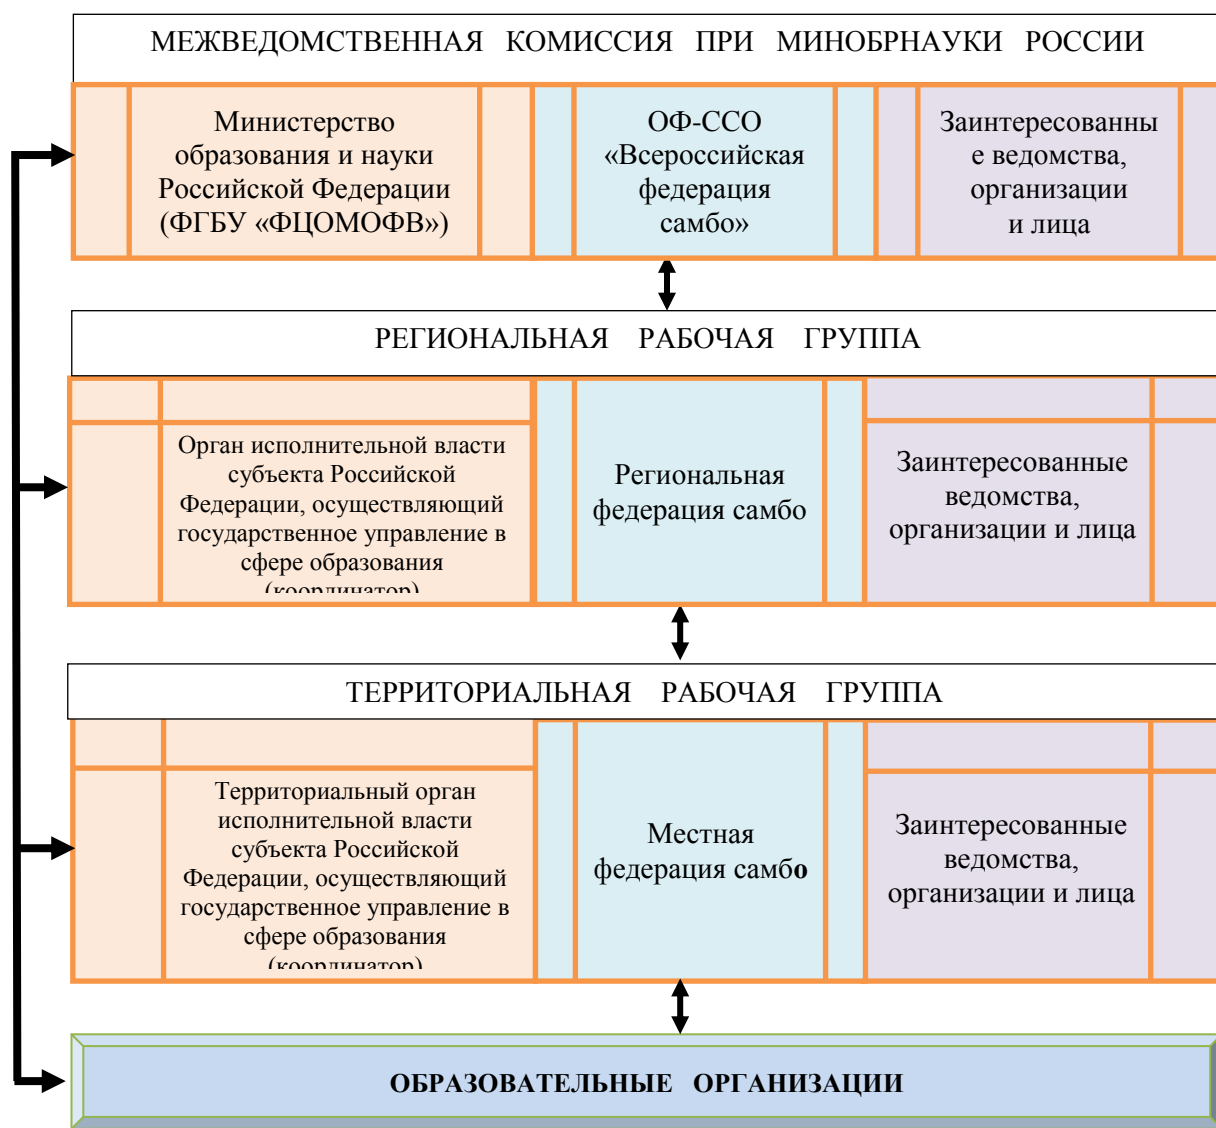 МЕЖВЕДОМСТВЕННАЯ КОМИССИЯ ПРИ МИНОБРНАУКИ РОССИИ
Министерство
образования и науки
Российской Федерации
(ФГБУ «ФЦОМОФВ»)
ОФ-ССО
«Всероссийская
федерация
самбо»
Заинтересованны
е ведомства,
организации
и лица
РЕГИОНАЛЬНАЯ РАБОЧАЯ ГРУППА
Орган исполнительной власти
субъекта Российской
Федерации, осуществляющий
государственное управление в
сфере образования
(координатор)
Региональная
федерация самбо
Заинтересованные
ведомства,
организации и лица
ТЕРРИТОРИАЛЬНАЯ РАБОЧАЯ ГРУППА
Территориальный орган
исполнительной власти
субъекта Российской
Федерации, осуществляющий
государственное управление в
сфере образования
(координатор)
Местная
федерация самбо
Заинтересованные
ведомства,
организации и лица
ОБРАЗОВАТЕЛЬНЫЕ ОРГАНИЗАЦИИ